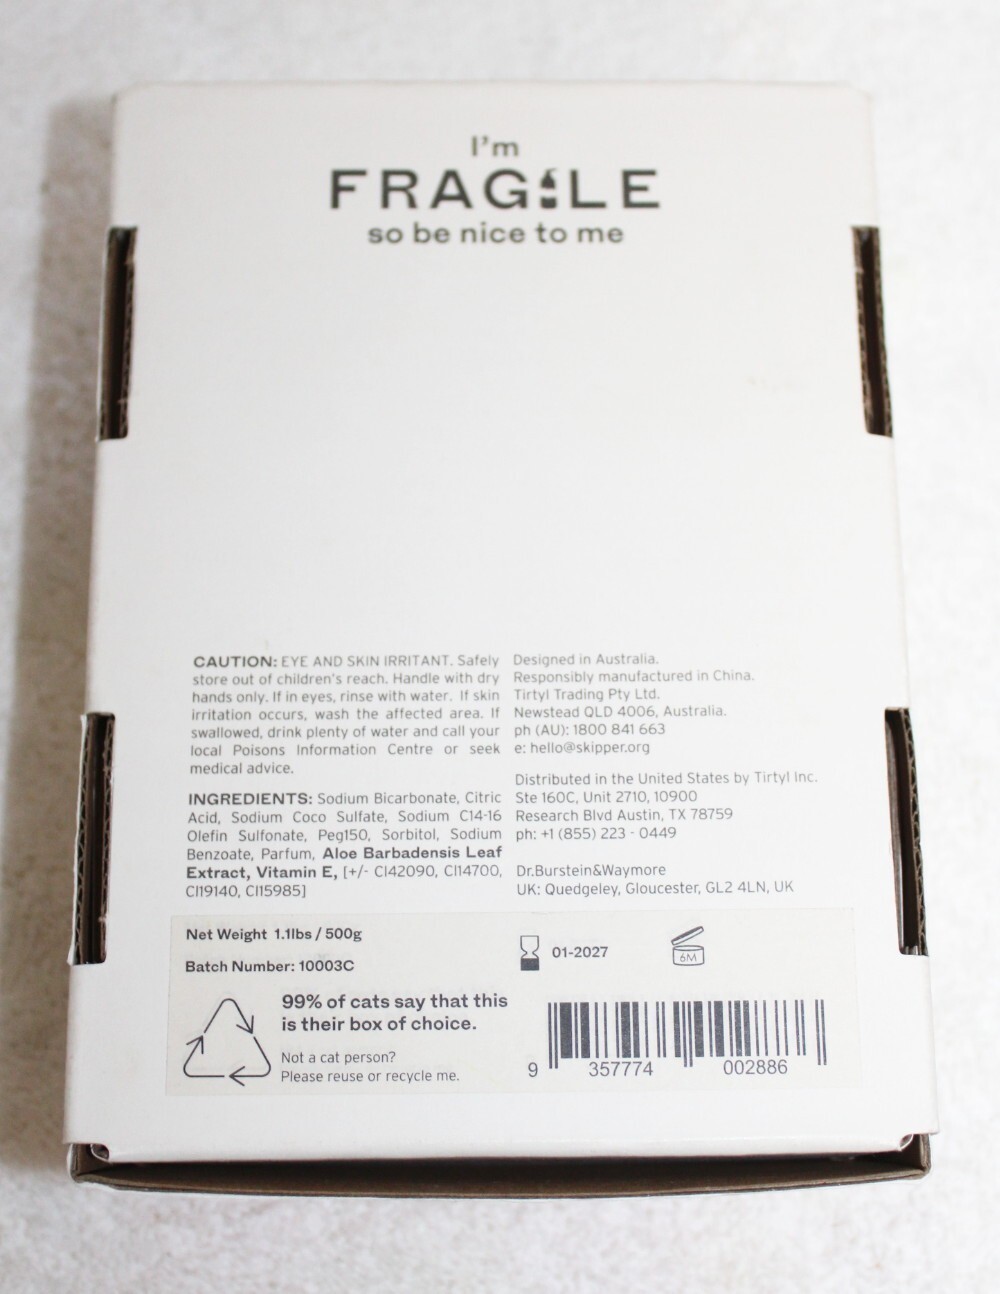 I'm
FRAGILE
so be nice to me
CAUTION: EYE AND SKIN IRRITANT. Safely
store out of children's reach. Handle with dry
hands only. If in eyes, rinse with water. If skin
irritation occurs, wash the affected area. If
swallowed, drink plenty of water and call your
local Poisons Information Centre or seek
medical advice.
INGREDIENTS: Sodium Bicarbonate, Citric
Acid, Sodium Coco Sulfate, Sodium C14-16
Olefin Sulfonate, Peg150, Sorbitol, Sodium
Benzoate, Parfum, Aloe Barbadensis Leaf
Extract, Vitamin E, [+/- CI42090, CI14700,
CI19140, CI15985]
Designed in Australia.
Responsibly manufactured in China.
Tirtyl Trading Pty Ltd.
Newstead QLD 4006, Australia.
ph (AU): 1800 841 663
e: hello@skipper.org
Distributed in the United States by Tirtyl Inc.
Ste 160C, Unit 2710, 10900
Research Blvd Austin, TX 78759
ph: +1 (855) 223 - 0449
Dr.Burstein&Waymore
UK: Quedgeley, Gloucester, GL2 4LN, UK
Net Weight 1.1lbs / 500g
Batch Number: 10003C
01-2027
6M
99% of cats say that this
is their box of choice.
Not a cat person?
Please reuse or recycle me.
9 357774 002886